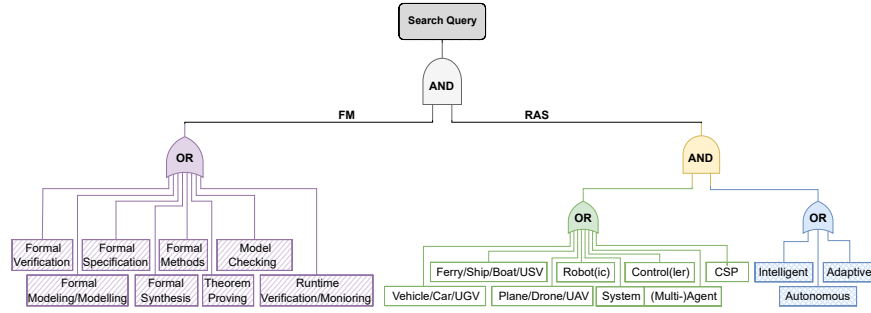 Search Query
AND
FM
RAS
OR
AND
OR
OR
Formal
Verification
Formal
Specification
Formal
Methods
Model
Checking
Formal
Modeling/Modelling
Formal
Synthesis
Theorem
Proving
Runtime
Verification/Monioring
Ferry/Ship/Boat/USV
Robot(ic)
Control(ler)
CSP
Vehicle/Car/UGV
Plane/Drone/UAV
System
(Multi-)Agent
Intelligent
Adaptive
Autonomous